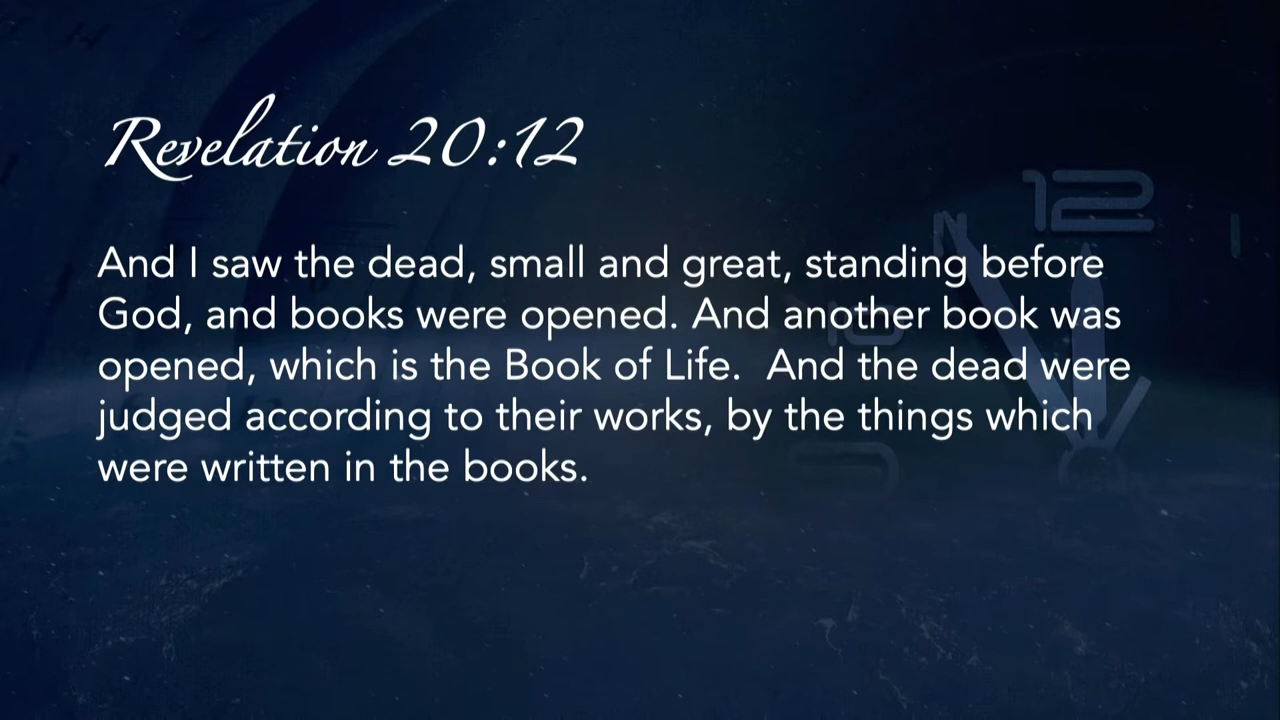 Revelation 20:12
12
And I saw the dead, small and great, standing before
God, and books were opened. And another book was
10
opened, which is the Book of Life.  And the dead were
judged according to their works, by the things which
were written in the books.